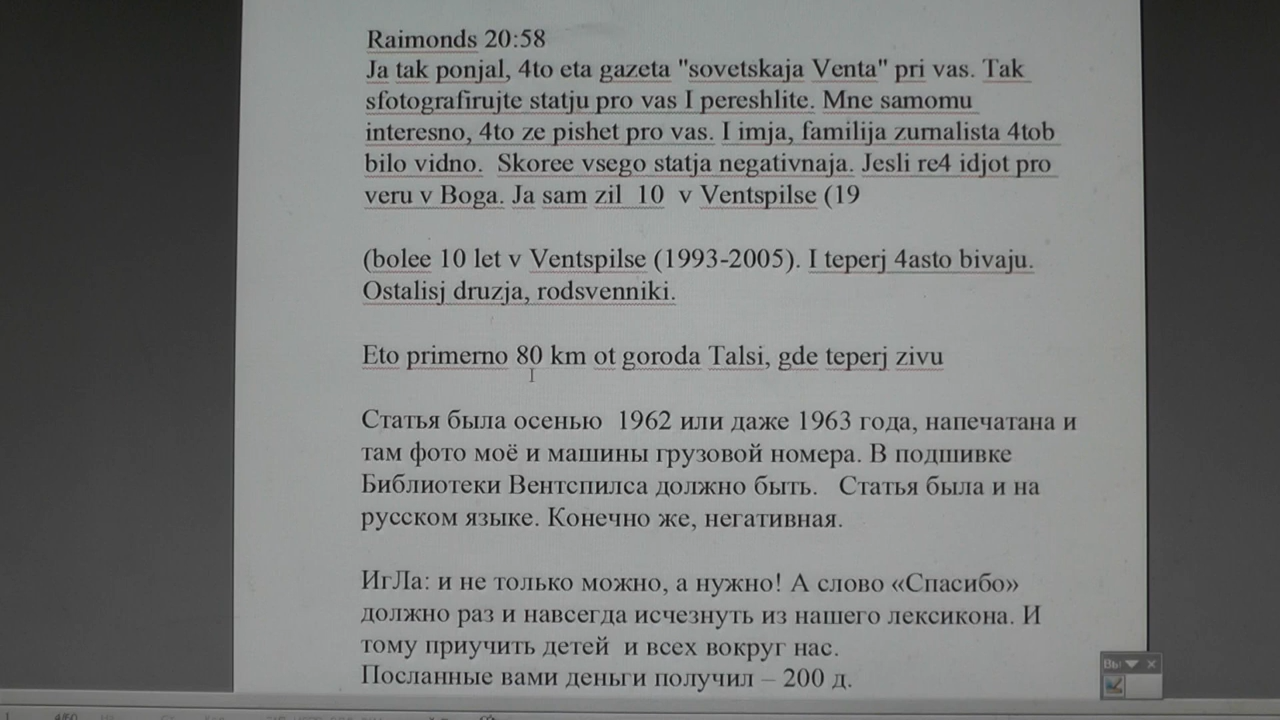 Raimonds 20:58
Ja tak ponjal, 4to eta gazeta "sovetskaja Venta" pri vas. Tak
sfotografirujte statju pro vas I pereshlite. Mne samomu
interesno, 4to ze pishet pro vas. I imja, familija zurnalista 4tob
bilo vidno. Skoree vsego statja negativnaja. Jesli re4 idjot pro
veru v Boga. Ja sam zil 10 v Ventspilse (19
(bolee 10 let v Ventspilse (1993-2005). I teperj 4asto bivaju.
Ostalisj druzja, rodsvenniki.
Eto primerno 80 km ot goroda Talsi, gde teperj zivu
Статья была осенью 1962 или даже 1963 года, напечатана и
там фото моё и машины грузовой номера. В подшивке
Библиотеки Вентспилса должно быть. Статья была и на
русском языке. Конечно же, негативная.
ИгЛа: и не только можно, а нужно! А слово «Спасибо»
должно раз и навсегда исчезнуть из нашего лексикона. И
тому приучить детей и всех вокруг нас.
Посланные вами деньги получил – 200 д.